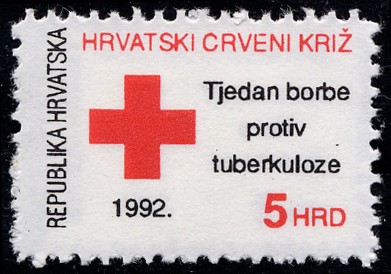 HRVATSKI CRVENI KRIŽ
REPUBLIKA HRVATSKA
Tjedan borbe
protiv
tuberkuloze
1992.
5 HRD